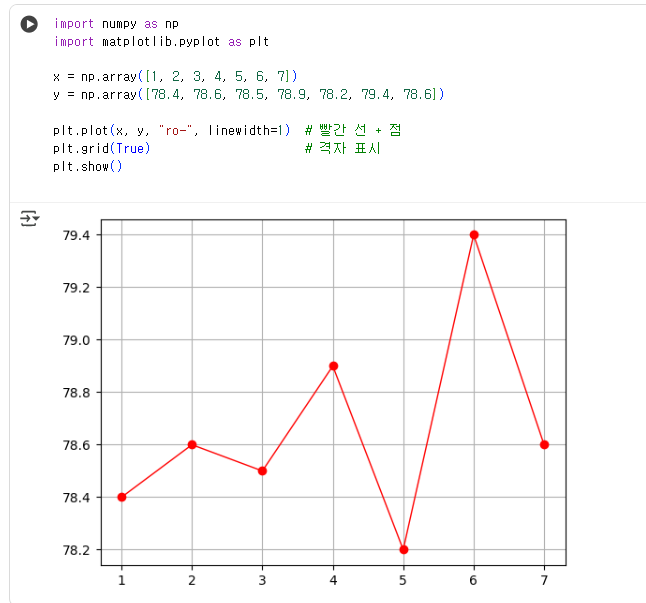 import numpy as np
import matplotlib.pyplot as plt
x = np.array([1, 2, 3, 4, 5, 6, 7])
y = np.array([78.4, 78.6, 78.5, 78.9, 78.2, 79.4, 78.6])
plt.plot(x, y, "ro-", linewidth=1)  # 빨간 선 + 점
plt.grid(True)                      # 격자 표시
plt.show()
79.4
79.2
79.0
78.8
78.6
78.4
78.2
1 2 3 4 5 6 7